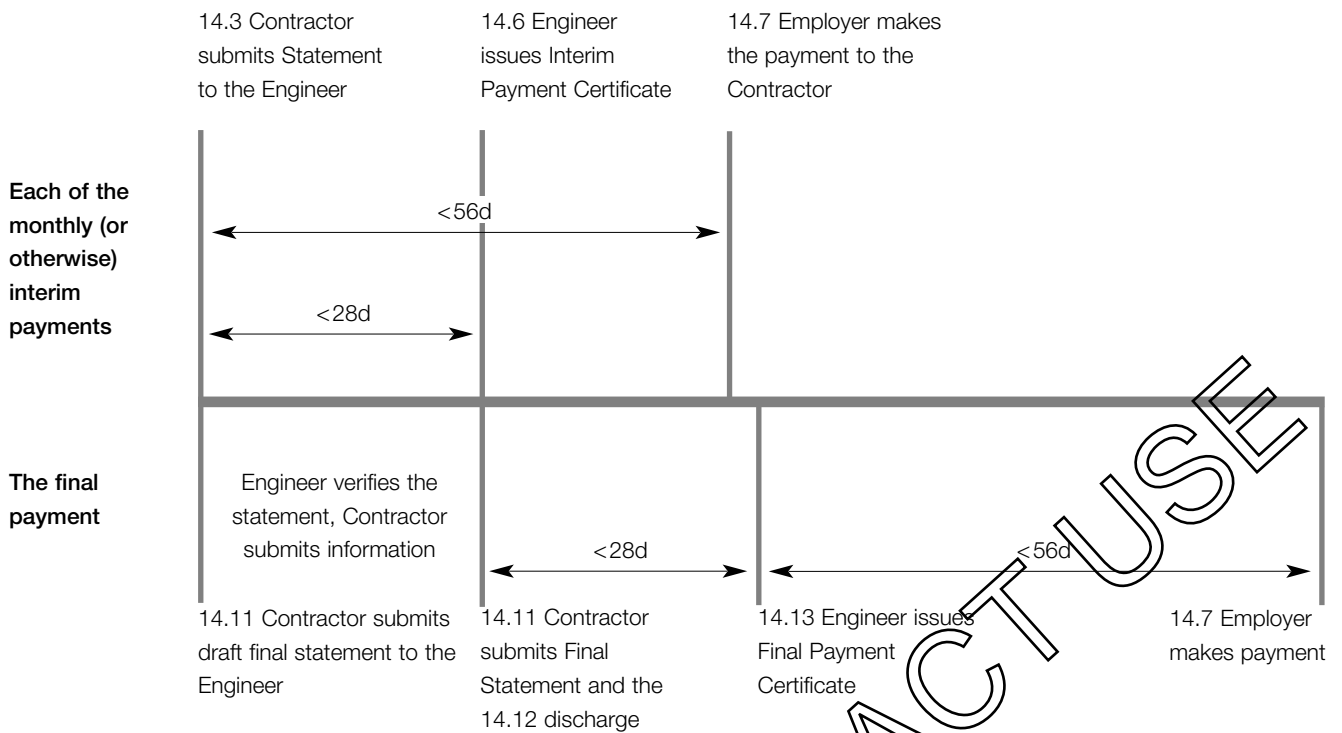 14.3 Contractor
submits Statement
to the Engineer
14.6 Engineer
issues Interim
Payment Certificate
14.7 Employer makes
the payment to the
Contractor
Each of the
monthly (or
otherwise)
interim
payments
<56d
<28d
The final
payment
Engineer verifies the
statement, Contractor
submits information
<28d
<56d
14.11 Contractor submits
draft final statement to the
Engineer
14.11 Contractor
submits Final
Statement and the
14.12 discharge
14.13 Engineer issues
Final Payment
Certificate
14.7 Employer
makes payment
ACT USE